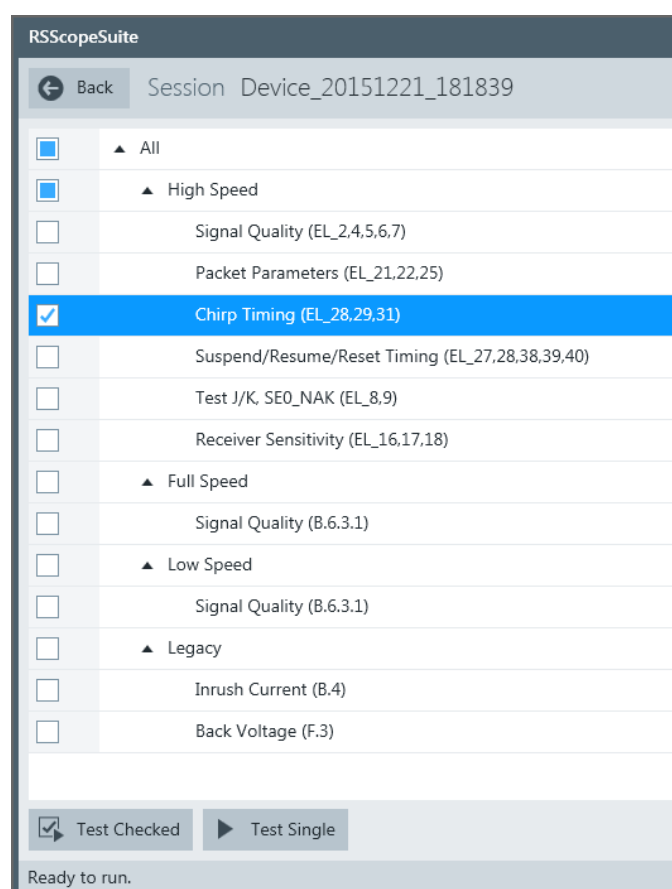 RSScopeSuite
Back Session Device_20151221_181839
All
High Speed
Signal Quality (EL_2,4,5,6,7)
Packet Parameters (EL_21,22,25)
Chirp Timing (EL_28,29,31)
Suspend/Resume/Reset Timing (EL_27,28,38,39,40)
Test J/K, SE0_NAK (EL_8,9)
Receiver Sensitivity (EL_16,17,18)
Full Speed
Signal Quality (B.6.3.1)
Low Speed
Signal Quality (B.6.3.1)
Legacy
Inrush Current (B.4)
Back Voltage (F.3)
Test Checked Test Single
Ready to run.